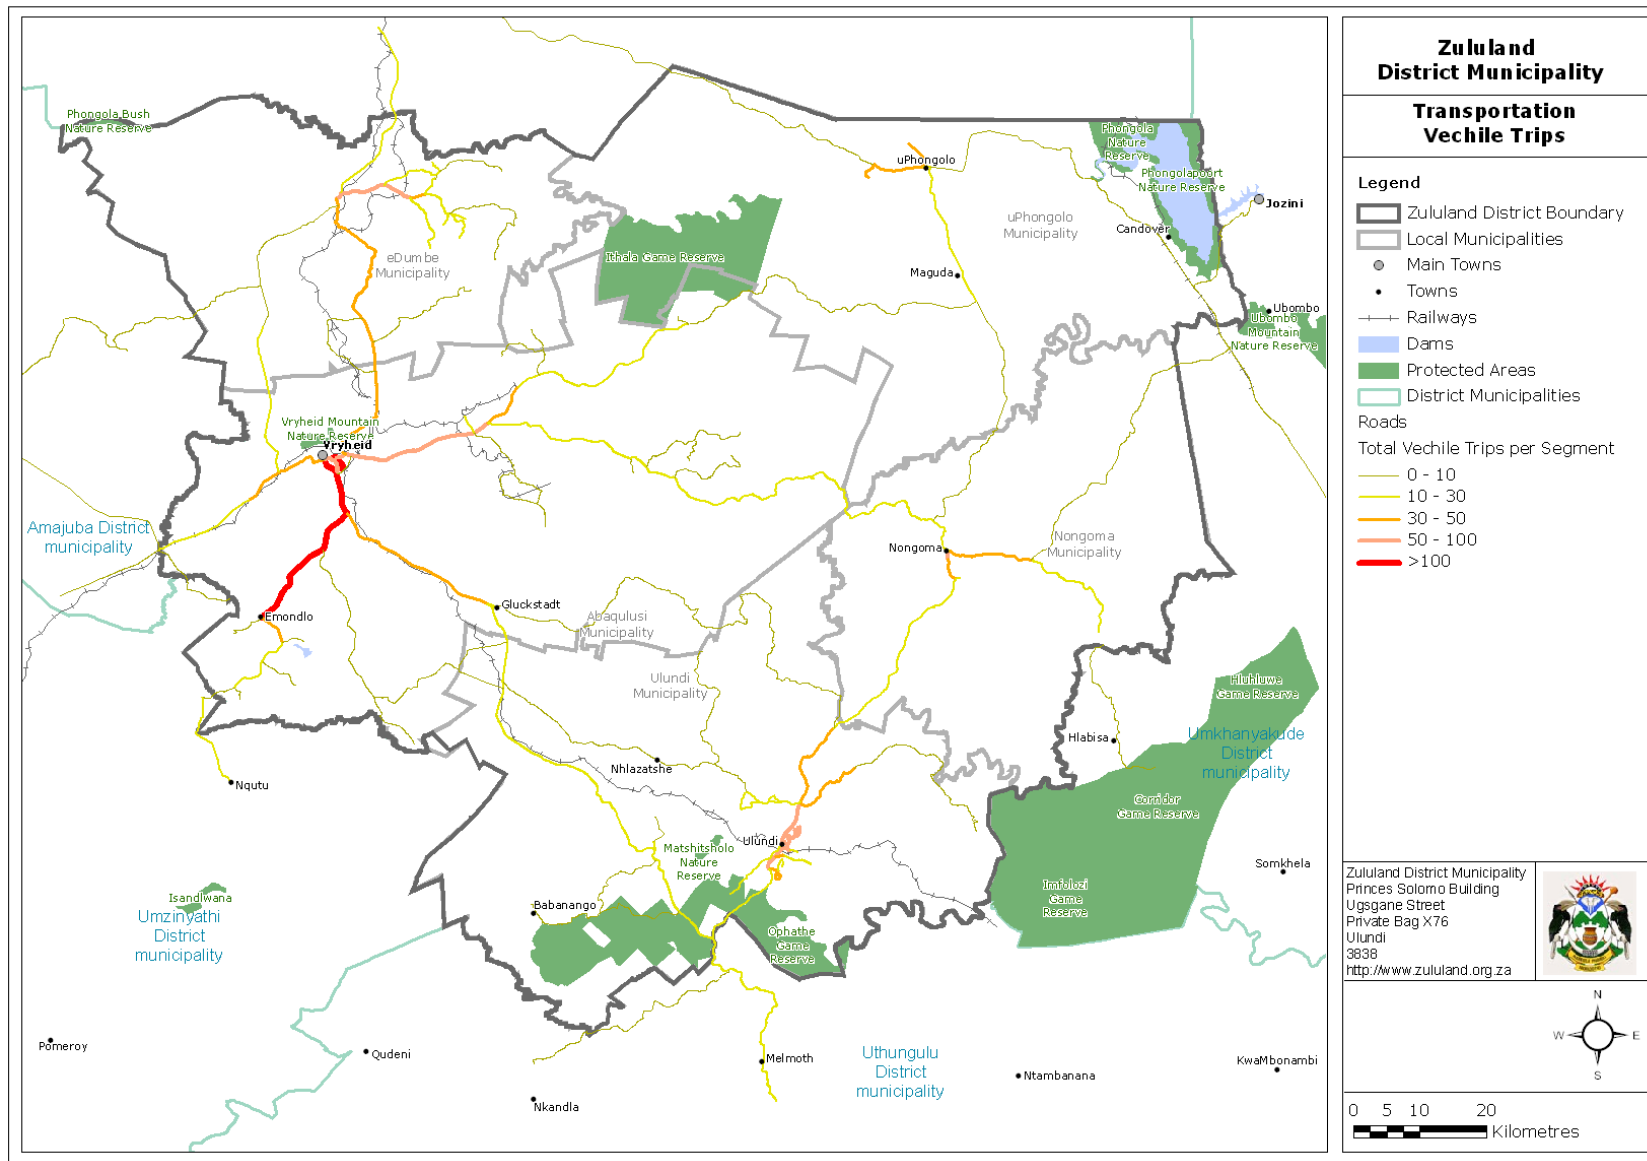 Zululand
District Municipality
Transportation
Vechile Trips
Legend
Zululand District Boundary
Local Municipalities
Main Towns
Towns
Railways
Dams
Protected Areas
District Municipalities
Roads
Total Vechile Trips per Segment
0 - 10
10 - 30
30 - 50
50 - 100
>100
Zululand District Municipality
Princes Solomo Building
Ugsgane Street
Private Bag X76
Ulundi
3838
http://www.zululand.org.za
N
W
E
S
0 5 10 20
Kilometres
Phongola Bush
Nature Reserve
uPhongolo
Phongola
Nature
Reserve
Phongolapoort
Nature Reserve
Jozini
uPhongolo
Municipality
Candover
eDumbe
Municipality
Ithala Game Reserve
Maguda
Ubombo
Ubombo
Mountain
Nature Reserve
Vryheid Mountain
Nature Reserve
Vryheid
Amajuba District
municipality
Nongoma
Nongoma
Municipality
Emondlo
Gluckstadt
Abaqulusi
Municipality
Ulundi
Municipality
Hluhluwe
Game Reserve
Hlabisa
Umkhanyakude
District
municipality
Nhlazatshe
Nqutu
Corridor
Game Reserve
Ulundi
Matshitsholo
Nature
Reserve
Somkhela
Imfolozi
Game
Reserve
Isandlwana
Umzinyathi
District
municipality
Babanango
Ophathe
Game
Reserve
Pomeroy
Qudeni
Melmoth
Uthungulu
District
municipality
Ntambanana
KwaMbonambi
Nkandla